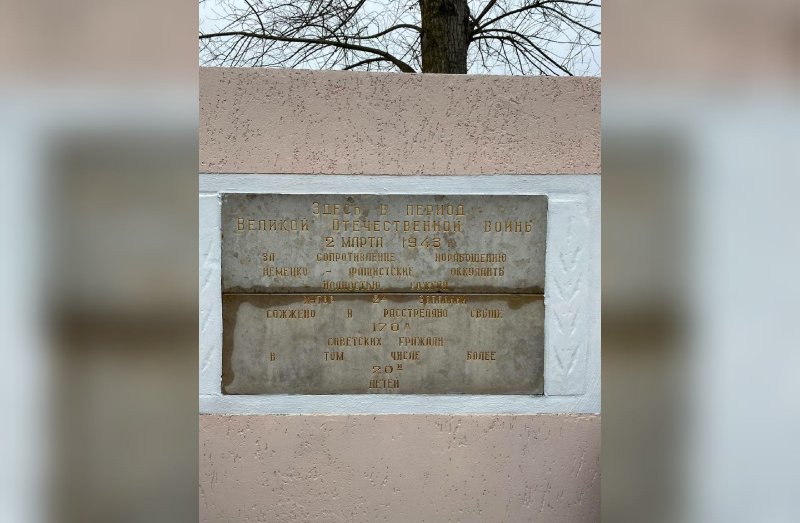 ЗДЕСЬ В ПЕРИОД
ВЕЛИКОЙ ОТЕЧЕСТВЕННОЙ ВОЙНЫ
2 МАРТА 1943
ЗА СОПРОТИВЛЕНИЕ ПОРАБОЩЕНИЮ
НЕМЕЦКО - ФАШИСТСКИЕ ОККУПАНТЫ
ПОЛНОСТЬЮ
СОЖЖЕНО И РАССТРЕЛЯНО СВЫШЕ
170
СОВЕТСКИХ ГРАЖДАН
В ТОМ ЧИСЛЕ БОЛЕЕ
20
ДЕТЕЙ